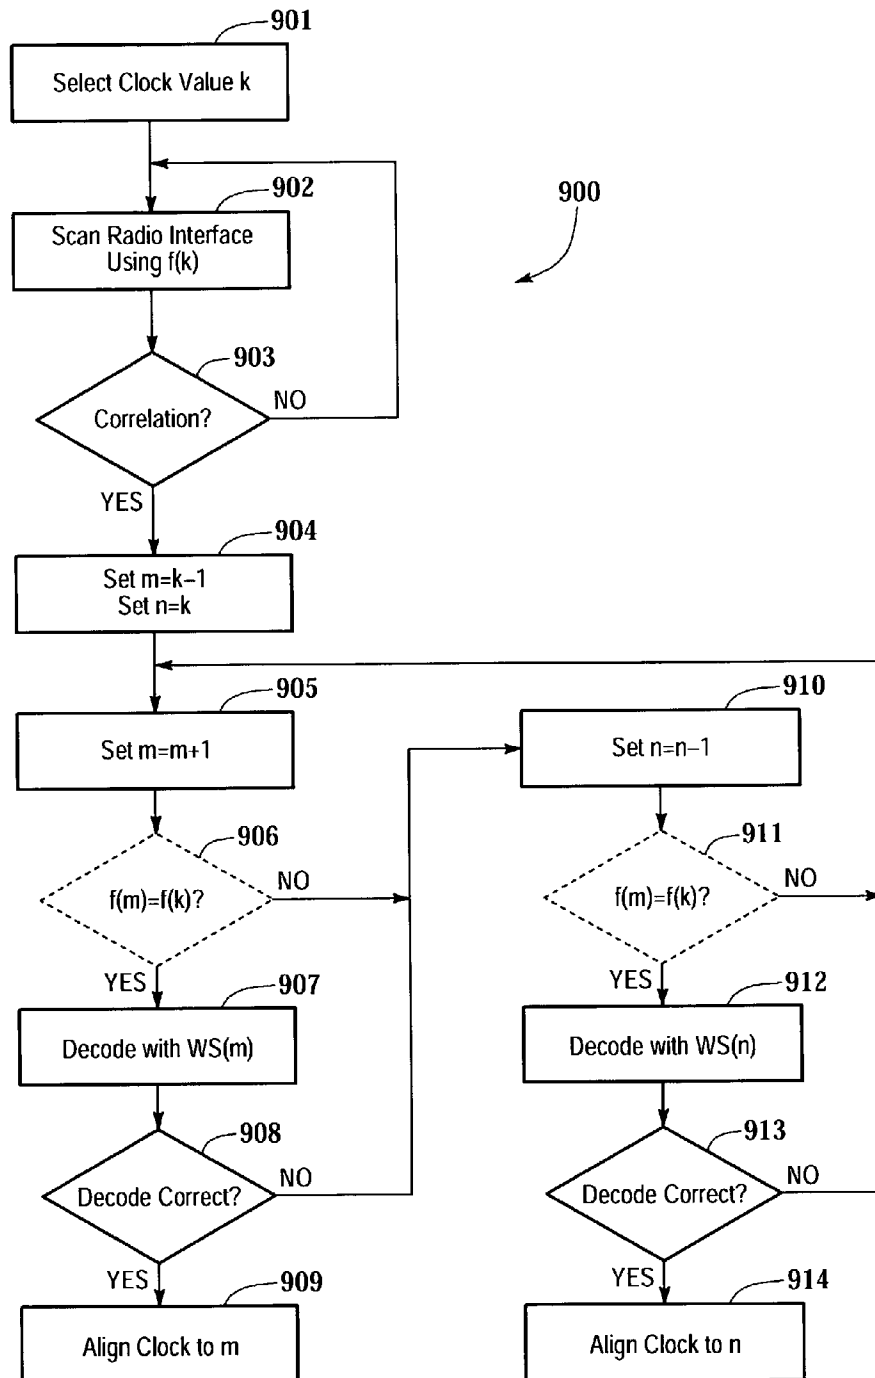 901
Select Clock Value k
902
Scan Radio Interface
Using f(k)
900
903
Correlation?
NO
YES
904
Set m=k–1
Set n=k
905
Set m=m+1
910
Set n=n–1
906
f(m)=f(k)?
NO
YES
911
f(m)=f(k)?
NO
YES
907
Decode with WS(m)
912
Decode with WS(n)
908
Decode Correct?
NO
YES
913
Decode Correct?
NO
YES
909
Align Clock to m
914
Align Clock to n